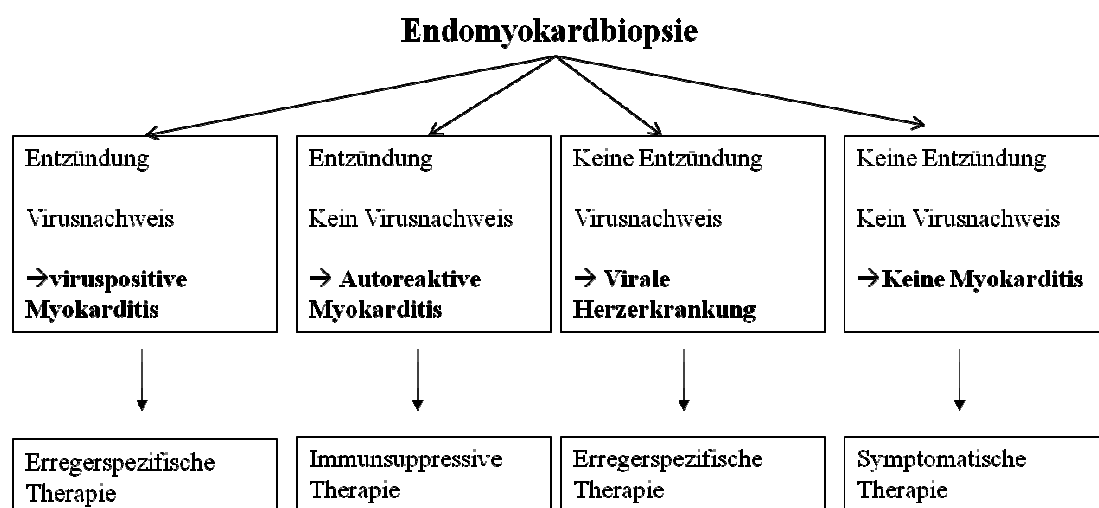 Endomyokardbiopsie
Entzündung
Virusnachweis
→viruspositive
Myokarditis
Entzündung
Kein Virusnachweis
→ Autoreaktive
Myokarditis
Keine Entzündung
Virusnachweis
→ Virale
Herzerkrankung
Keine Entzündung
Kein Virusnachweis
→Keine Myokarditis
Erregerspezifische
Therapie
Immunsuppressive
Therapie
Erregerspezifische
Therapie
Symptomatische
Therapie